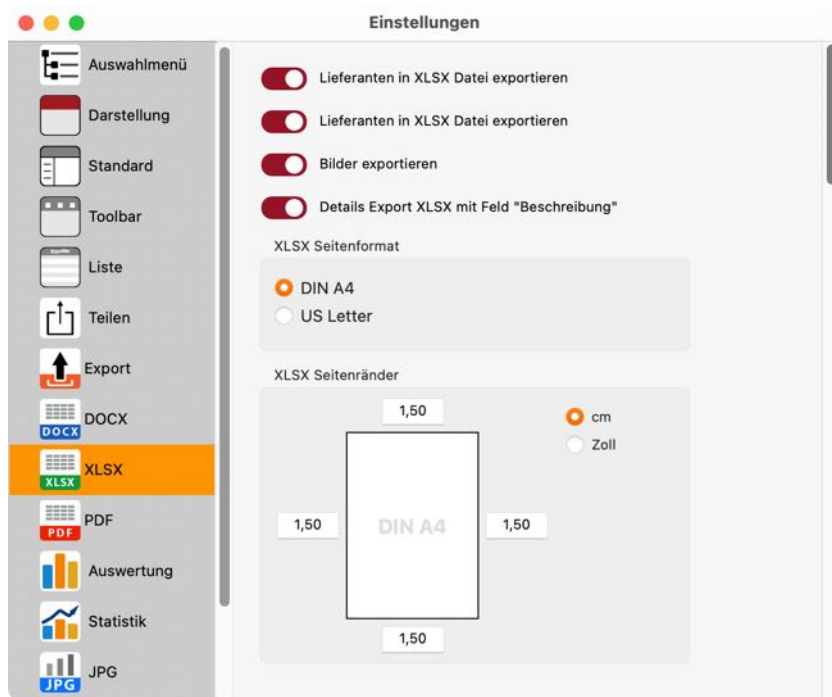 Einstellungen
Auswahlmenü
Darstellung
Standard
Toolbar
Liste
Teilen
Export
DOCX
DOCX
XLSX
XLSX
PDF
PDF
Auswertung
Statistik
JPG
JPG
Lieferanten in XLSX Datei exportieren
Lieferanten in XLSX Datei exportieren
Bilder exportieren
Details Export XLSX mit Feld "Beschreibung"
XLSX Seitenformat
DIN A4
US Letter
XLSX Seitenränder
1,50
cm
Zoll
1,50
DIN A4
1,50
1,50